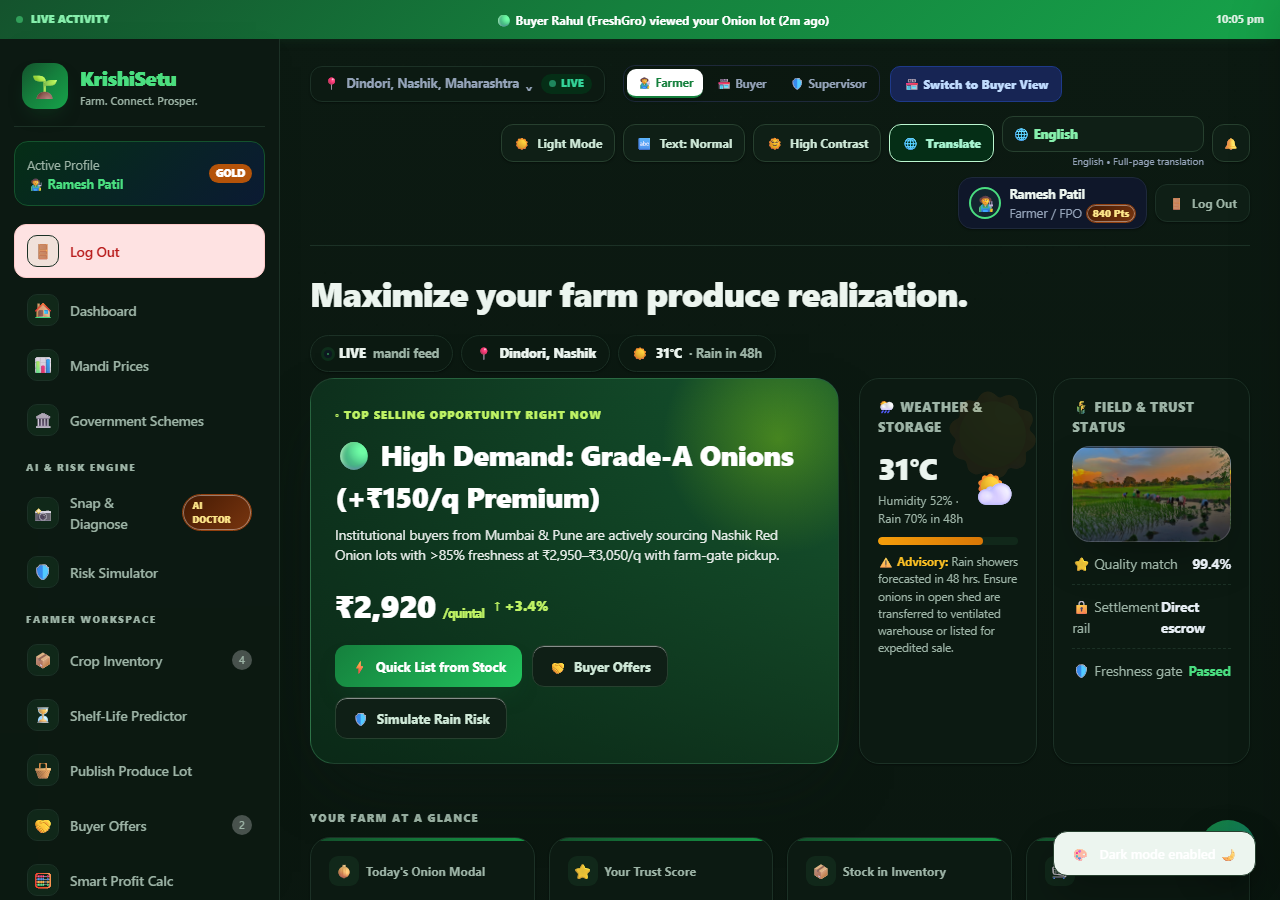 LIVE ACTIVITY
Buyer Rahul (FreshGro) viewed your Onion lot (2m ago)
10:05 pm
KrishiSetu
Farm. Connect. Prosper.
Active Profile
Ramesh Patil
GOLD
Log Out
Dashboard
Mandi Prices
Government Schemes
AI & RISK ENGINE
Snap & Diagnose
AI DOCTOR
Risk Simulator
FARMER WORKSPACE
Crop Inventory
4
Shelf-Life Predictor
Publish Produce Lot
Buyer Offers
2
Smart Profit Calc
Dindori, Nashik, Maharashtra
LIVE
Farmer
Buyer
Supervisor
Switch to Buyer View
Light Mode
Text: Normal
High Contrast
Translate
English
English • Full-page translation
Ramesh Patil
Farmer / FPO
840 Pts
Log Out
Maximize your farm produce realization.
LIVE mandi feed
Dindori, Nashik
31°C · Rain in 48h
TOP SELLING OPPORTUNITY RIGHT NOW
High Demand: Grade-A Onions
(+₹150/q Premium)
Institutional buyers from Mumbai & Pune are actively sourcing Nashik Red
Onion lots with >85% freshness at ₹2,950–₹3,050/q with farm-gate pickup.
₹2,920 /quintal ↑ +3.4%
Quick List from Stock
Buyer Offers
Simulate Rain Risk
WEATHER &
STORAGE
31°C
Humidity 52% ·
Rain 70% in 48h
Advisory: Rain showers
forecasted in 48 hrs. Ensure
onions in open shed are
transferred to ventilated
warehouse or listed for
expedited sale.
FIELD & TRUST
STATUS
Quality match 99.4%
Settlement rail
Direct escrow
Freshness gate Passed
YOUR FARM AT A GLANCE
Today's Onion Modal
Your Trust Score
Stock in Inventory
Dark mode enabled